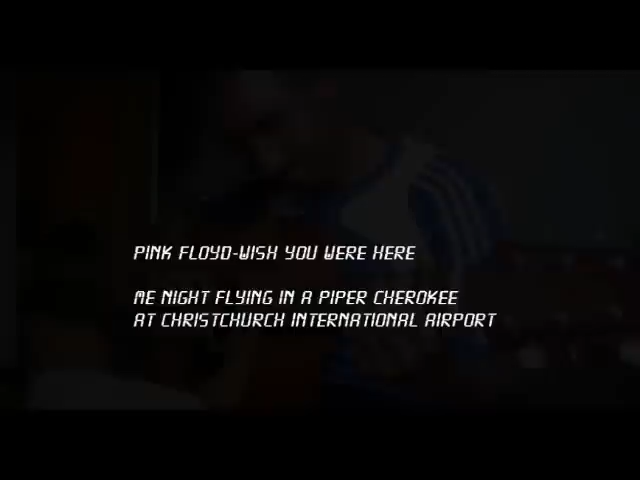 PINK FLOYD-WISH YOU WERE HERE
ME NIGHT FLYING IN A PIPER CHEROKEE
AT CHRISTCHURCH INTERNATIONAL AIRPORT